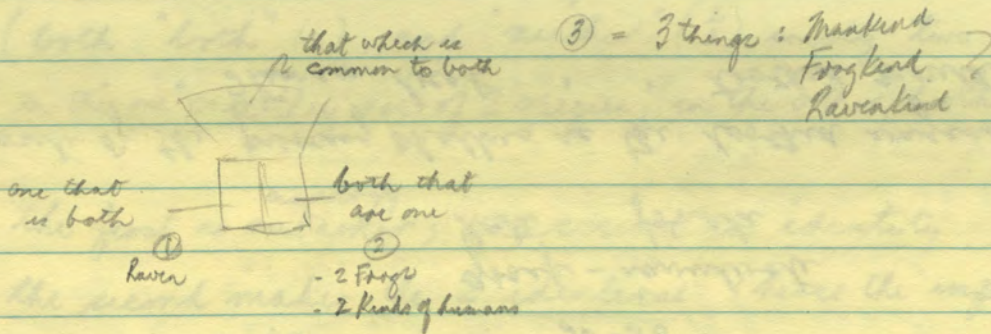 that which is
common to both
③ = 3 things : Mankind
Frogkind
Ravenkind
?
one that
is both
both that
are one
①
Raven
②
- 2 Frogs
- 2 Kinds of humans